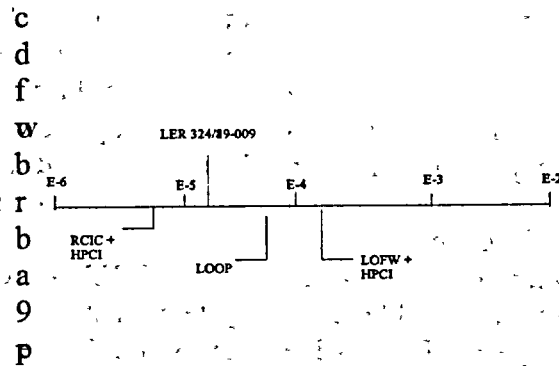 c
d
f
w
LER 324/89-009
b
E-6 E-5 E-4 E-3 E-2
r
RCIC +
HPCI
b
LOOP
LOFW +
HPCI
a
9
p